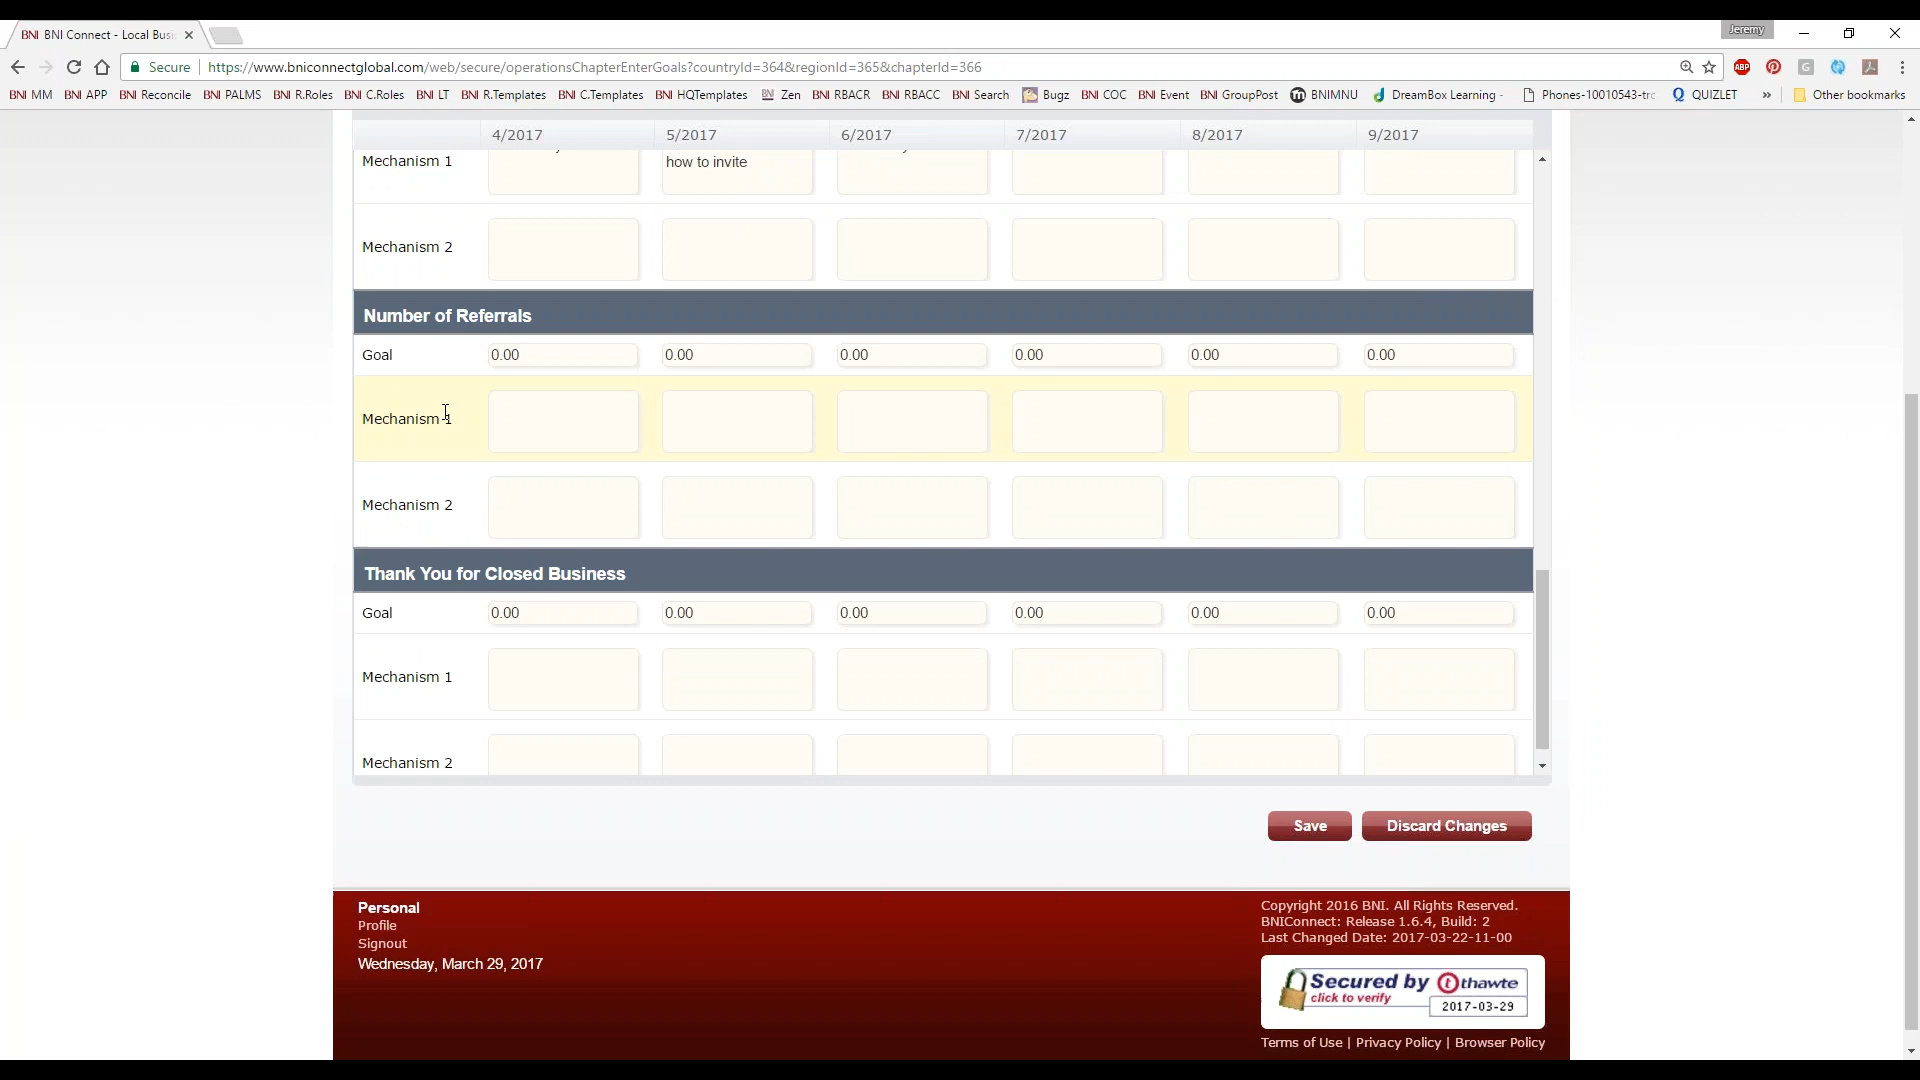 BNI BNI Connect - Local Busi
Jeremy
Secure https://www.bniconnectglobal.com/web/secure/operationsChapterEnterGoals?countryId=364&regionId=365&chapterId=366
ABP G
BNI MM BNI APP BNI Reconcile BNI PALMS BNI R.Roles BNI C.Roles BNI LT BNI R.Templates BNI C.Templates BNI HQTemplates BNI Zen BNI RBACR BNI RBACC BNI Search Bugz BNI COC BNI Event BNI GroupPost m BNIMNU DreamBox Learning - Phones-10010543-tr Q QUIZLET » Other bookmarks
4/2017 5/2017 6/2017 7/2017 8/2017 9/2017
Mechanism 1 how to invite
Mechanism 2
Number of Referrals
Goal 0.00 0.00 0.00 0.00 0.00 0.00
Mechanism 1
Mechanism 2
Thank You for Closed Business
Goal 0.00 0.00 0.00 0.00 0.00 0.00
Mechanism 1
Mechanism 2
Save Discard Changes
Personal
Profile
Signout
Wednesday, March 29, 2017
Copyright 2016 BNI. All Rights Reserved.
BNIConnect: Release 1.6.4, Build: 2
Last Changed Date: 2017-03-22-11-00
Secured by thawte
click to verify
2017-03-29
Terms of Use | Privacy Policy | Browser Policy